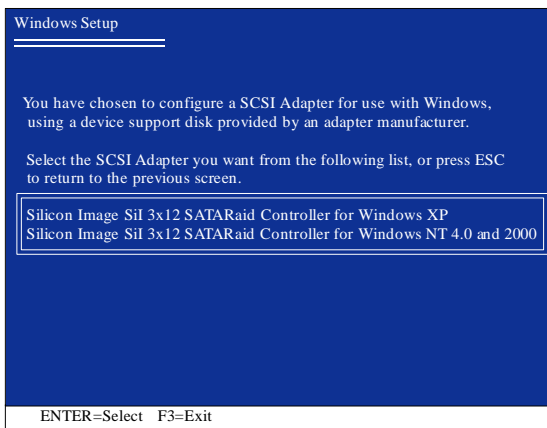 Windows Setup
You have chosen to configure a SCSI Adapter for use with Windows,
using a device support disk provided by an adapter manufacturer.
Select the SCSI Adapter you want from the following list, or press ESC
to return to the previous screen.
Silicon Image SiI 3x12 SATARaid Controller for Windows XP
Silicon Image SiI 3x12 SATARaid Controller for Windows NT 4.0 and 2000
ENTER=Select F3=Exit